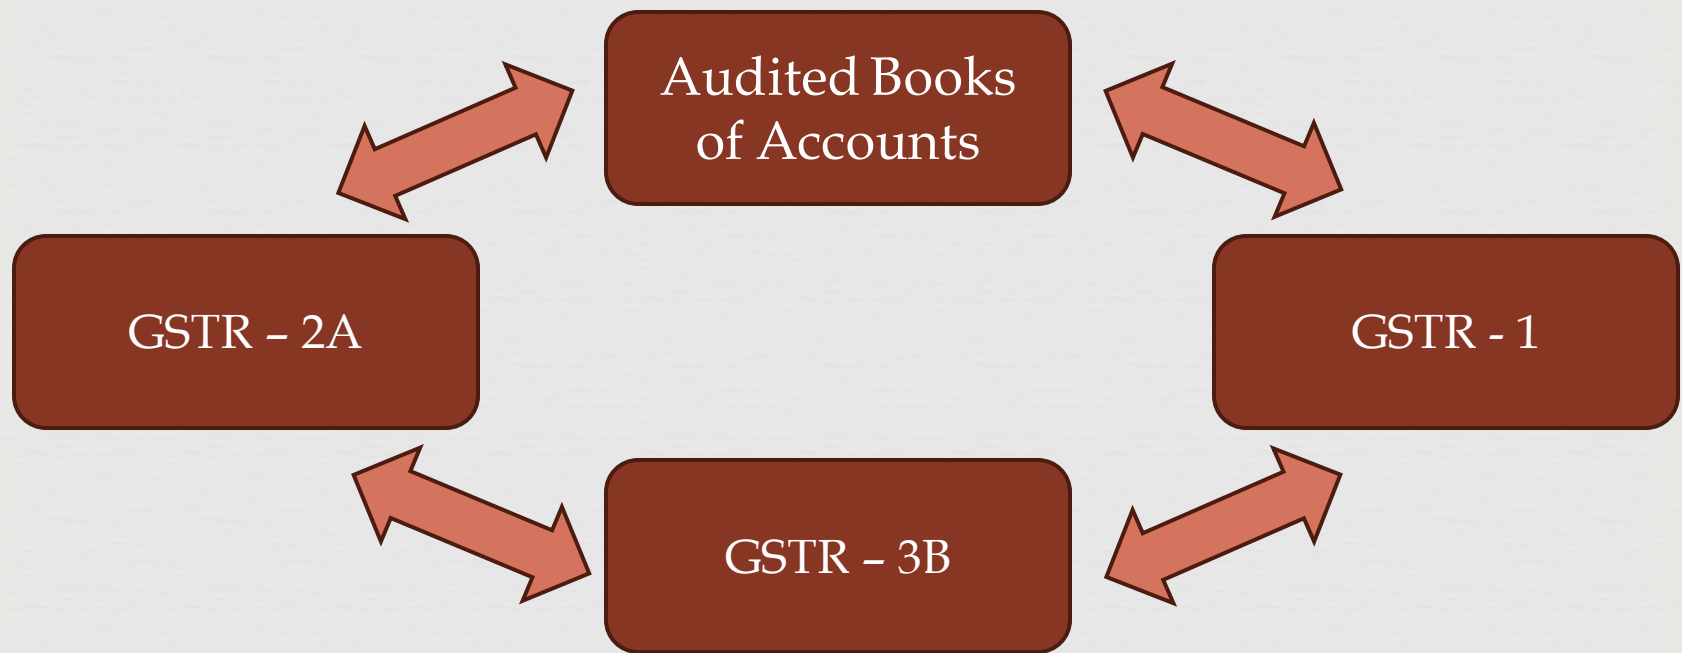 Audited Books
of Accounts
GSTR – 2A
GSTR - 1
GSTR – 3B